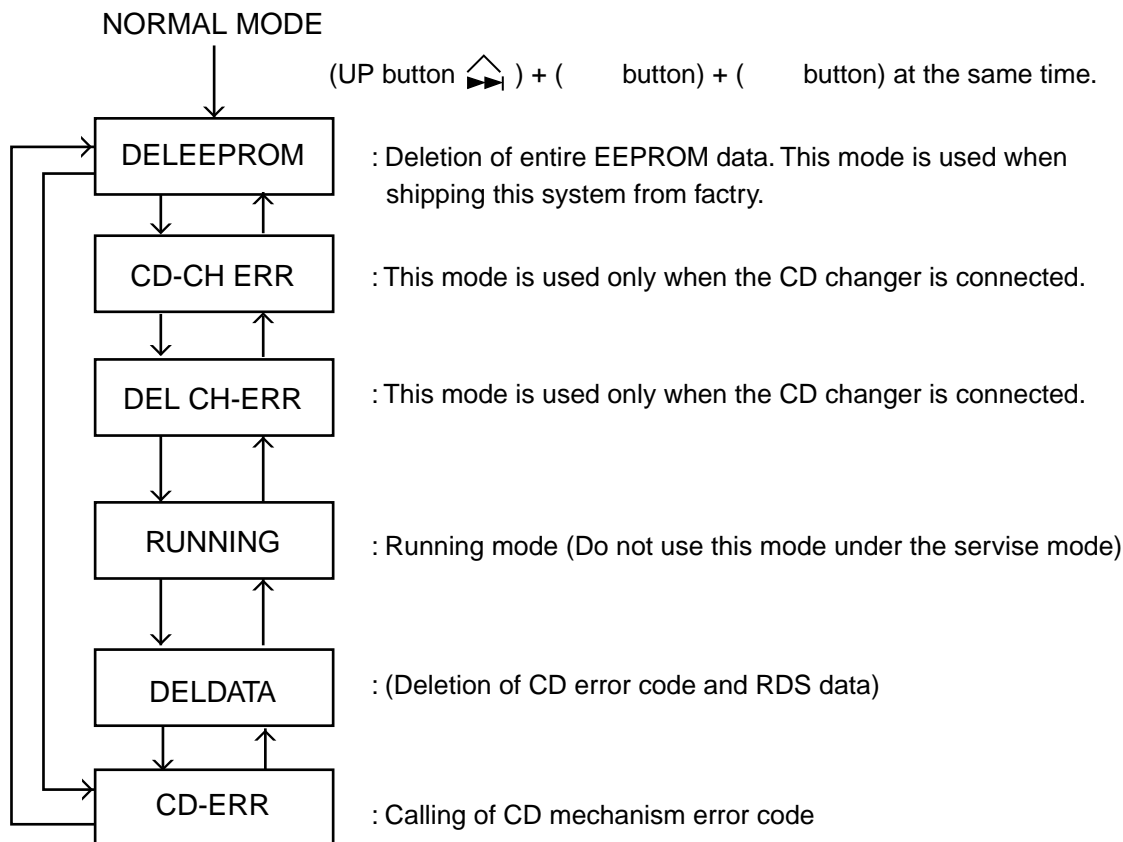 NORMAL MODE
(UP button ) + ( button) + ( button) at the same time.
DELEEPROM
: Deletion of entire EEPROM data. This mode is used when
shipping this system from factry.
CD-CH ERR
: This mode is used only when the CD changer is connected.
DEL CH-ERR
: This mode is used only when the CD changer is connected.
RUNNING
: Running mode (Do not use this mode under the servise mode)
DELDATA
: (Deletion of CD error code and RDS data)
CD-ERR
: Calling of CD mechanism error code